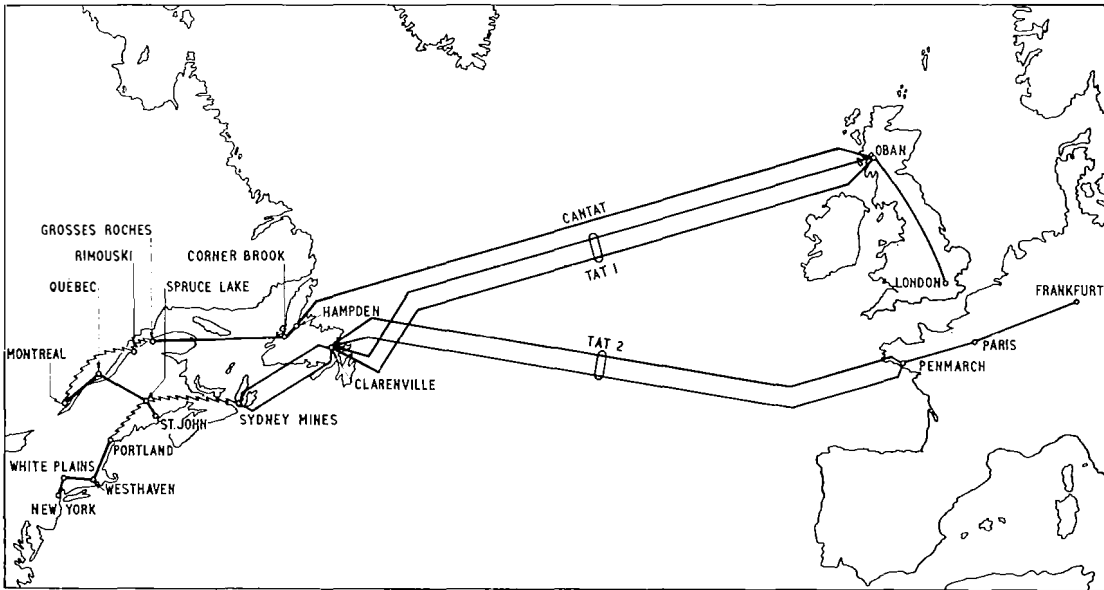 OBAN
CANTAT
GROSSES ROCHES
RIMOUSKI
CORNER BROOK
TAT 1
QUÉBEC
SPRUCE LAKE
LONDON
FRANKFURT
HAMPDEN
MONTREAL
TAT 2
PARIS
PENMARCH
CLARENVILLE
SYDNEY MINES
ST. JOHN
PORTLAND
WHITE PLAINS
WESTHAVEN
NEW YORK